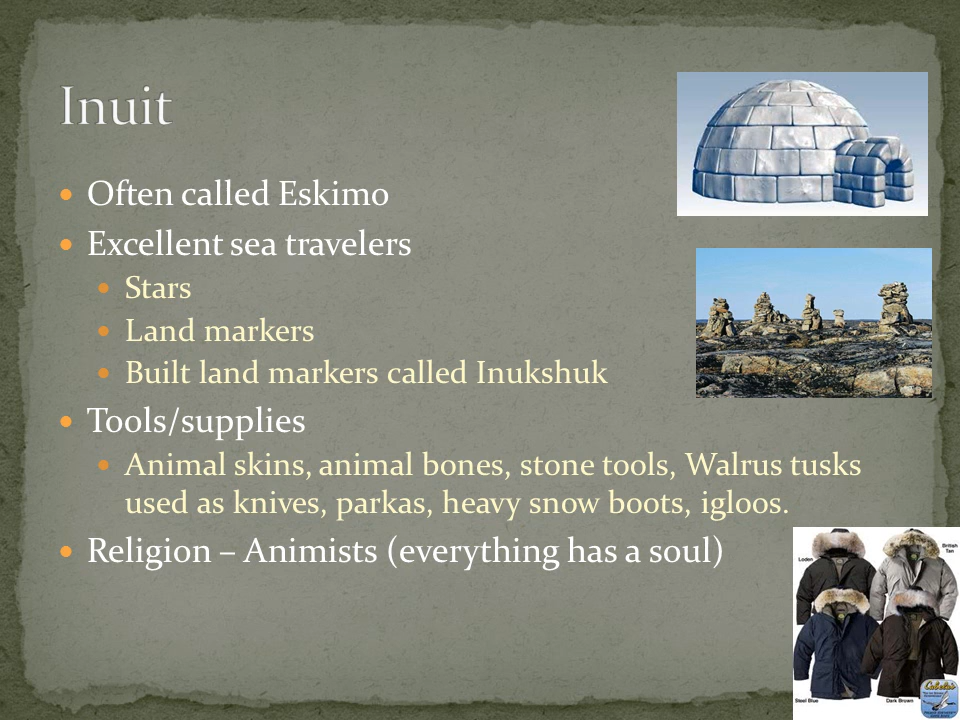 Inuit
Often called Eskimo
Excellent sea travelers
Stars
Land markers
Built land markers called Inukshuk
Tools/supplies
Animal skins, animal bones, stone tools, Walrus tusks
used as knives, parkas, heavy snow boots, igloos.
Religion – Animists (everything has a soul)
Loden
British
Tan
Steel Blue
Dark Brown
Cabela's